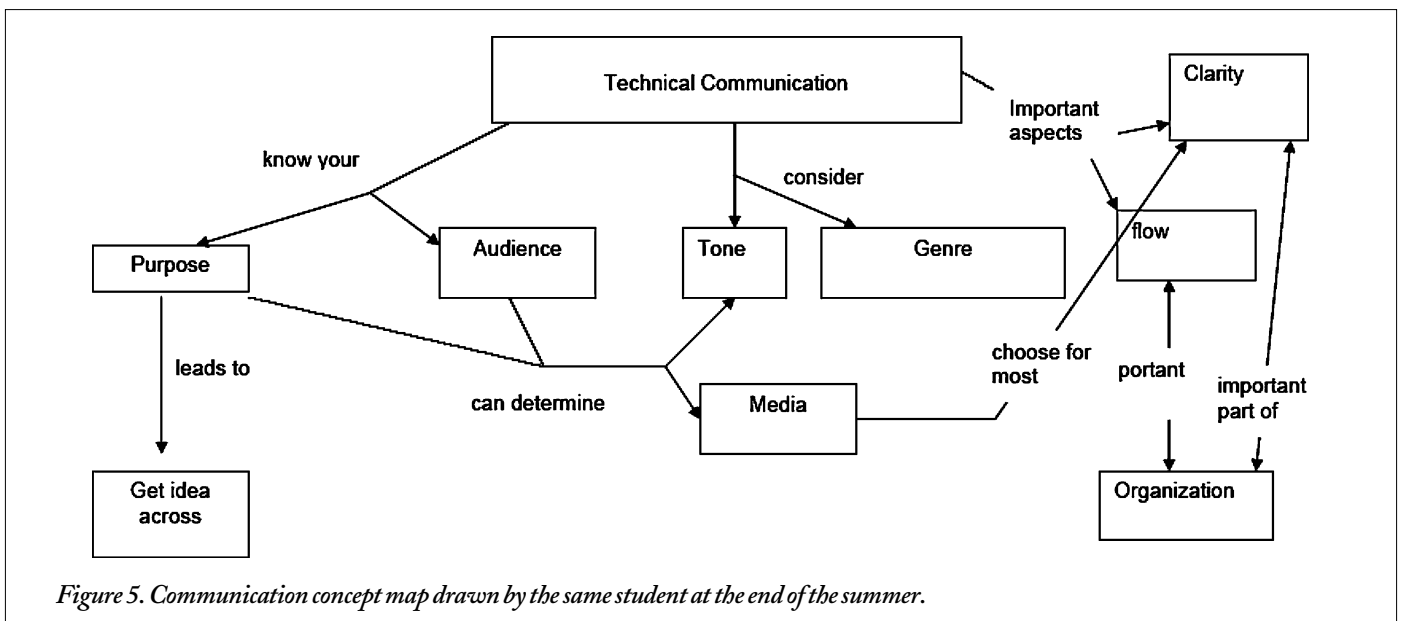 Technical Communication
Clarity
Important
aspects
know your
consider
flow
Audience
Tone
Genre
Purpose
leads to
choose for
most
portant
important
part of
can determine
Media
Get idea
across
Organization
Figure 5. Communication concept map drawn by the same student at the end of the summer.